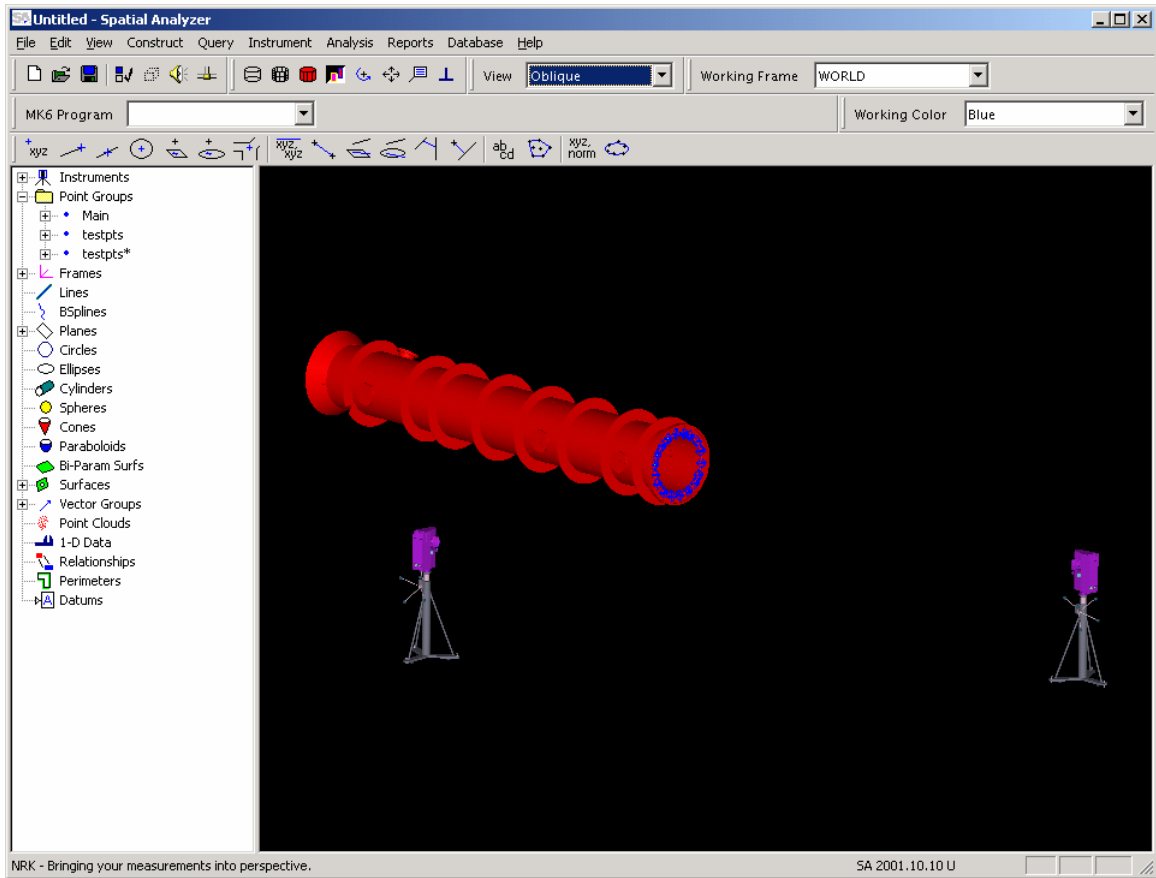 Untitled - Spatial Analyzer
File Edit View Construct Query Instrument Analysis Reports Database Help
View Oblique Working Frame WORLD
MK6 Program Working Color Blue
xyz xyz, xyz ab cd xyz, norm
Instruments
Point Groups
Main
testpts
testpts*
Frames
Lines
BSplines
Planes
Circles
Ellipses
Cylinders
Spheres
Cones
Paraboloids
Bi-Param Surfs
Surfaces
Vector Groups
Point Clouds
1-D Data
Relationships
Perimeters
A Datums
NRK - Bringing your measurements into perspective. SA 2001.10.10 U